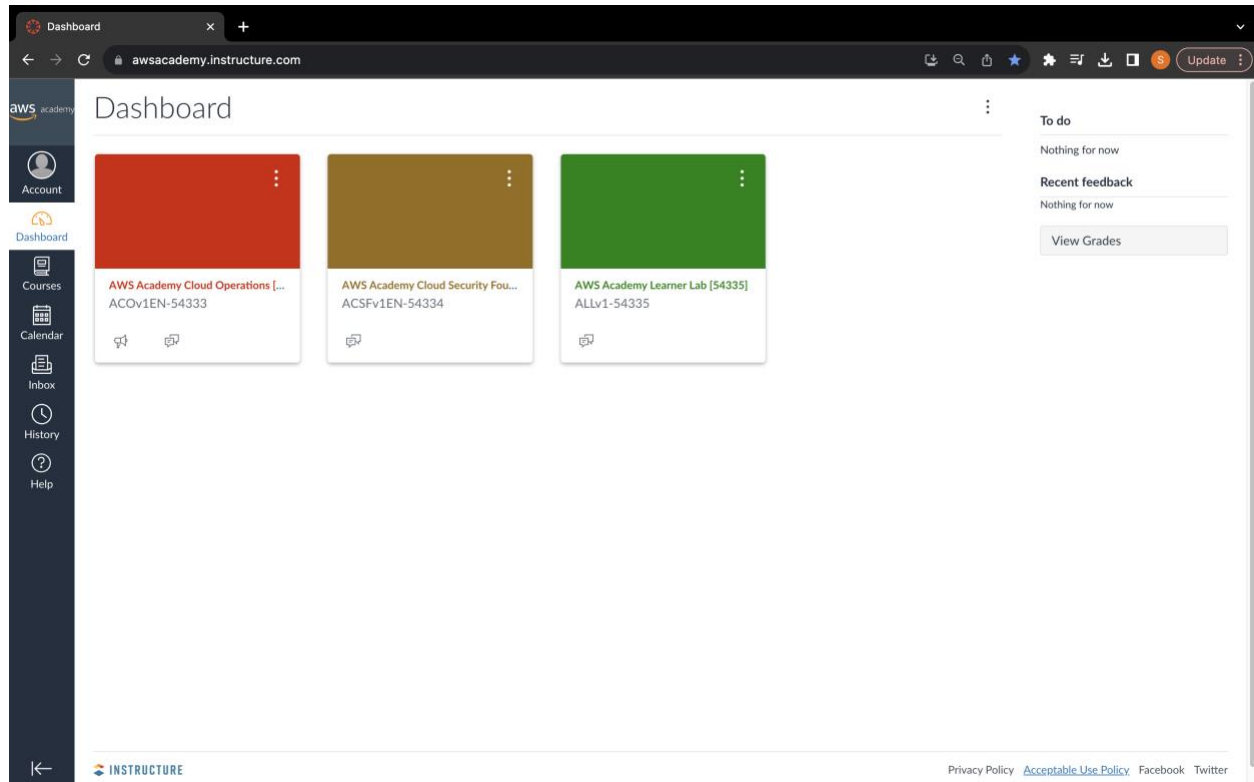 Dashboard
awsacademy.instructure.com
S
Update
aws academy
Account
Dashboard
Courses
Calendar
Inbox
History
Help
Dashboard
AWS Academy Cloud Operations [...
ACOv1EN-54333
AWS Academy Cloud Security Fou...
ACSFv1EN-54334
AWS Academy Learner Lab [54335]
ALLv1-54335
To do
Nothing for now
Recent feedback
Nothing for now
View Grades
INSTRUCTURE
Privacy Policy Acceptable Use Policy Facebook Twitter